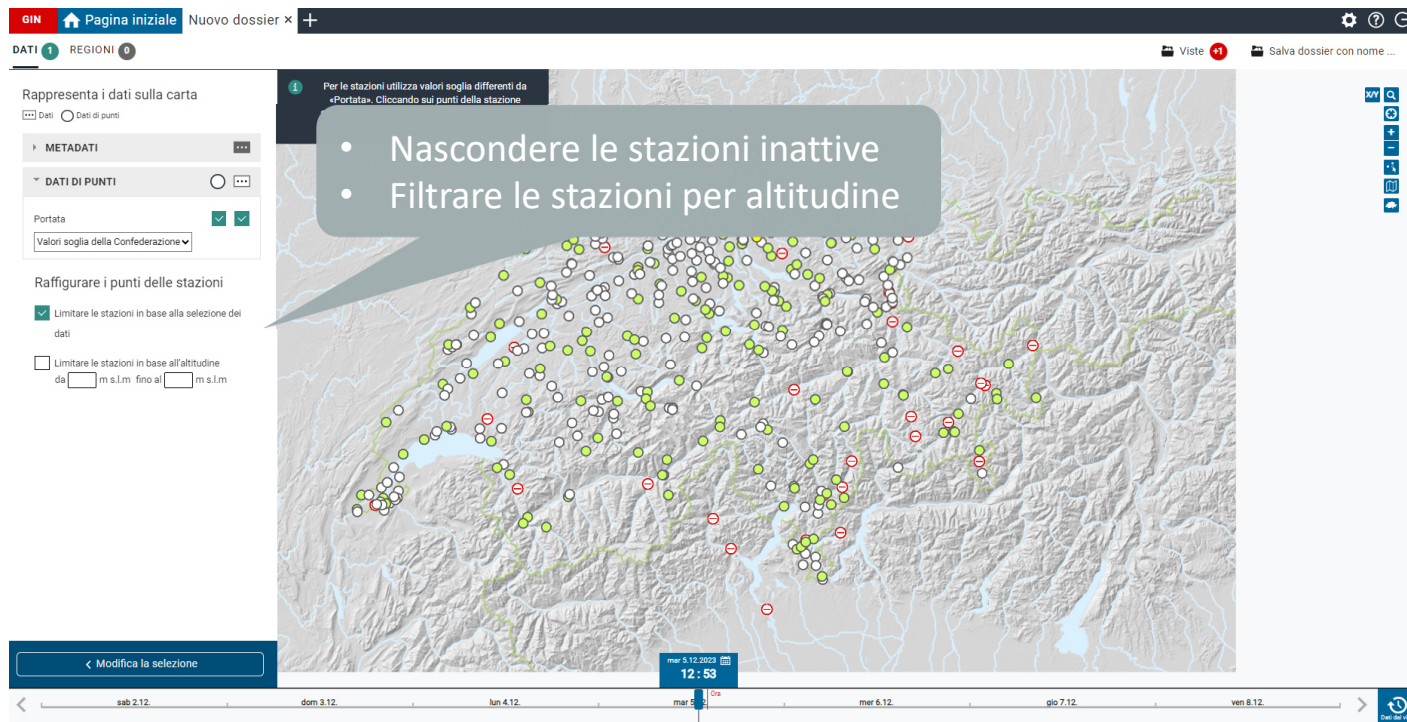 GIN Pagina iniziale Nuovo dossier × +
DATI 1 REGIONI 0
Viste +1 Salva dossier con nome ...
Rappresenta i dati sulla carta
Dati Dati di punti
METADATI
DATI DI PUNTI
Portata
Valori soglia della Confederazione
Raffigurare i punti delle stazioni
Limitare le stazioni in base alla selezione dei
dati
Limitare le stazioni in base all'altitudine
da m s.l.m fino al m s.l.m
Modifica la selezione
Per le stazioni utilizza valori soglia differenti da
«Portata». Cliccando sui punti della stazione
• Nascondere le stazioni inattive
• Filtrare le stazioni per altitudine
X/Y
mar 5.12.2023
12 : 53
Ora
sab 2.12. dom 3.12. lun 4.12. mar 5.12. mer 6.12. gio 7.12. ven 8.12.